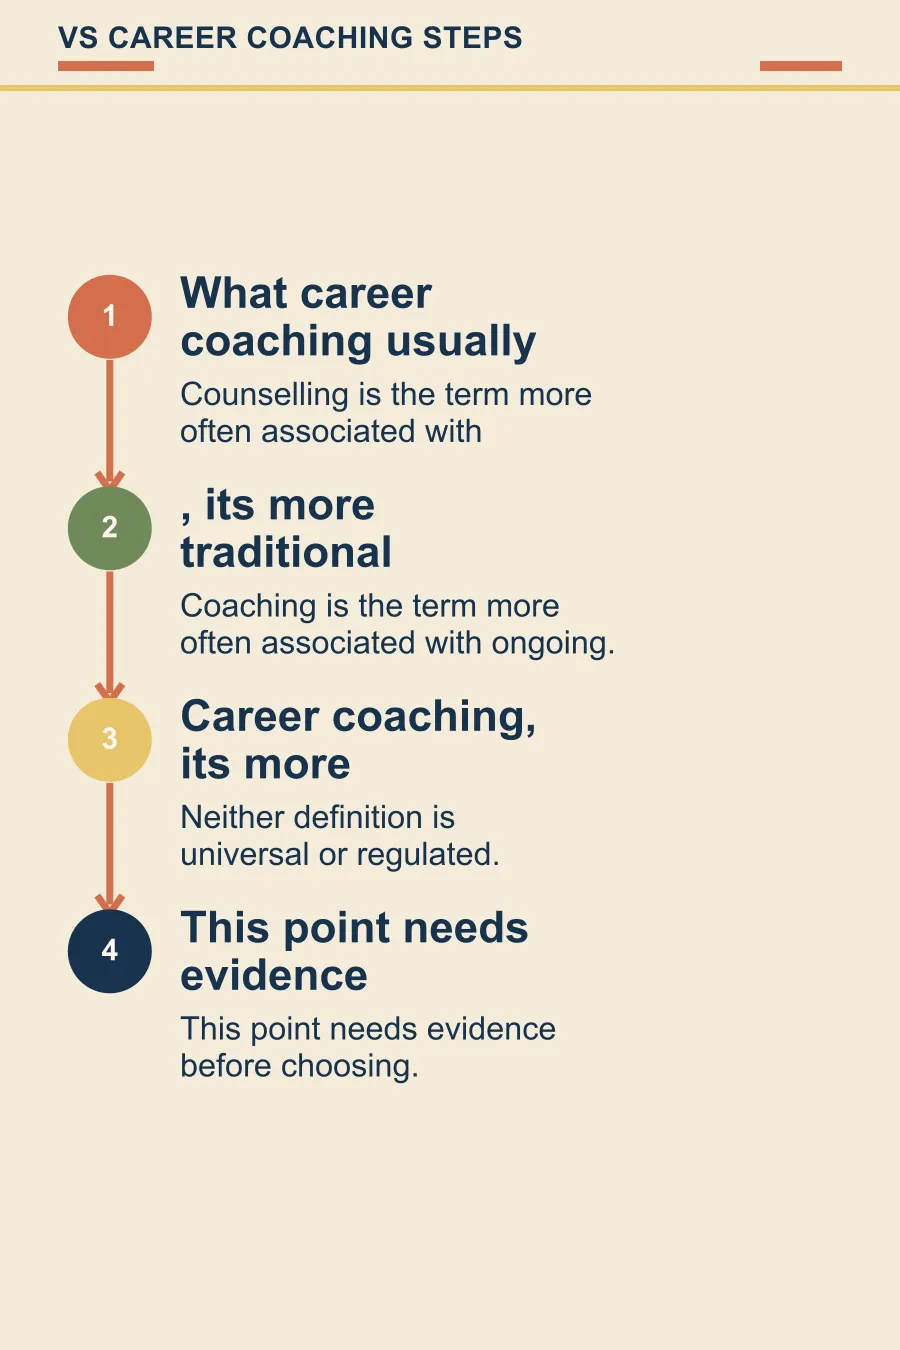 VS CAREER COACHING STEPS
1
What career
coaching usually
Counselling is the term more
often associated with
2
, its more
traditional
Coaching is the term more
often associated with ongoing.
3
Career coaching,
its more
Neither definition is
universal or regulated.
4
This point needs
evidence
This point needs evidence
before choosing.